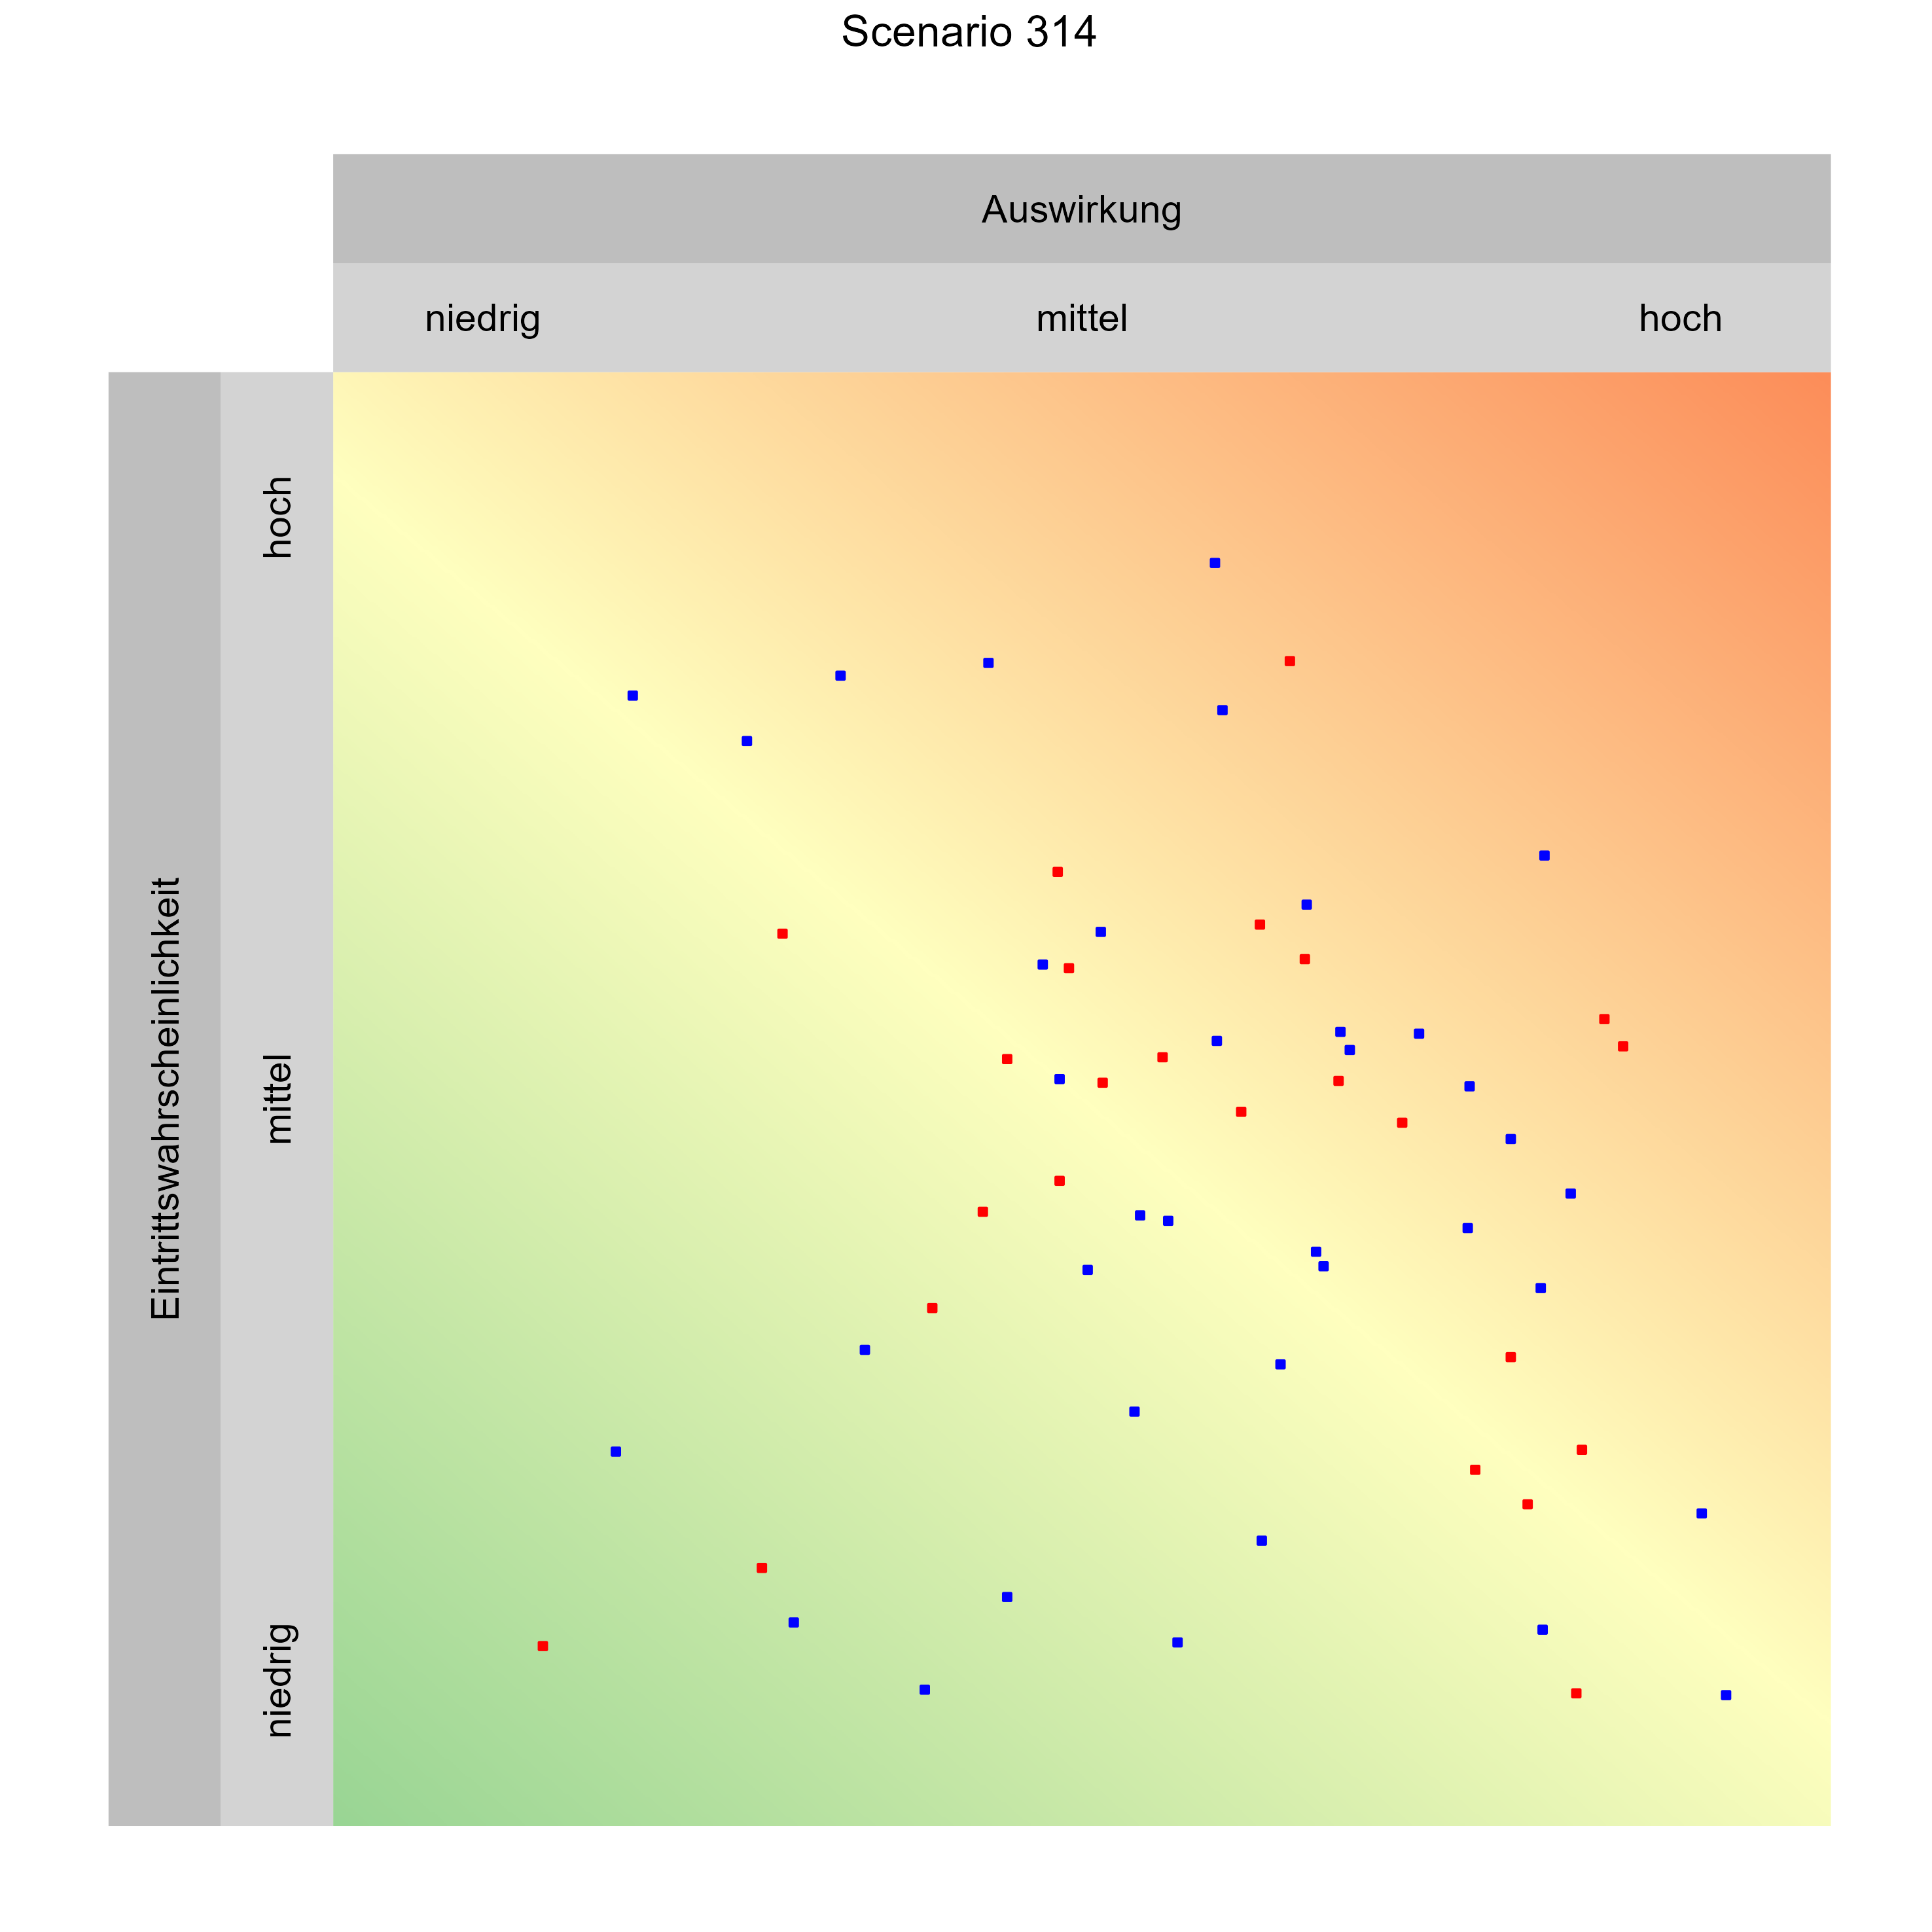 Scenario 314
Auswirkung
niedrig mittel hoch
Eintrittswahrscheinlichkeit
hoch
mittel
niedrig